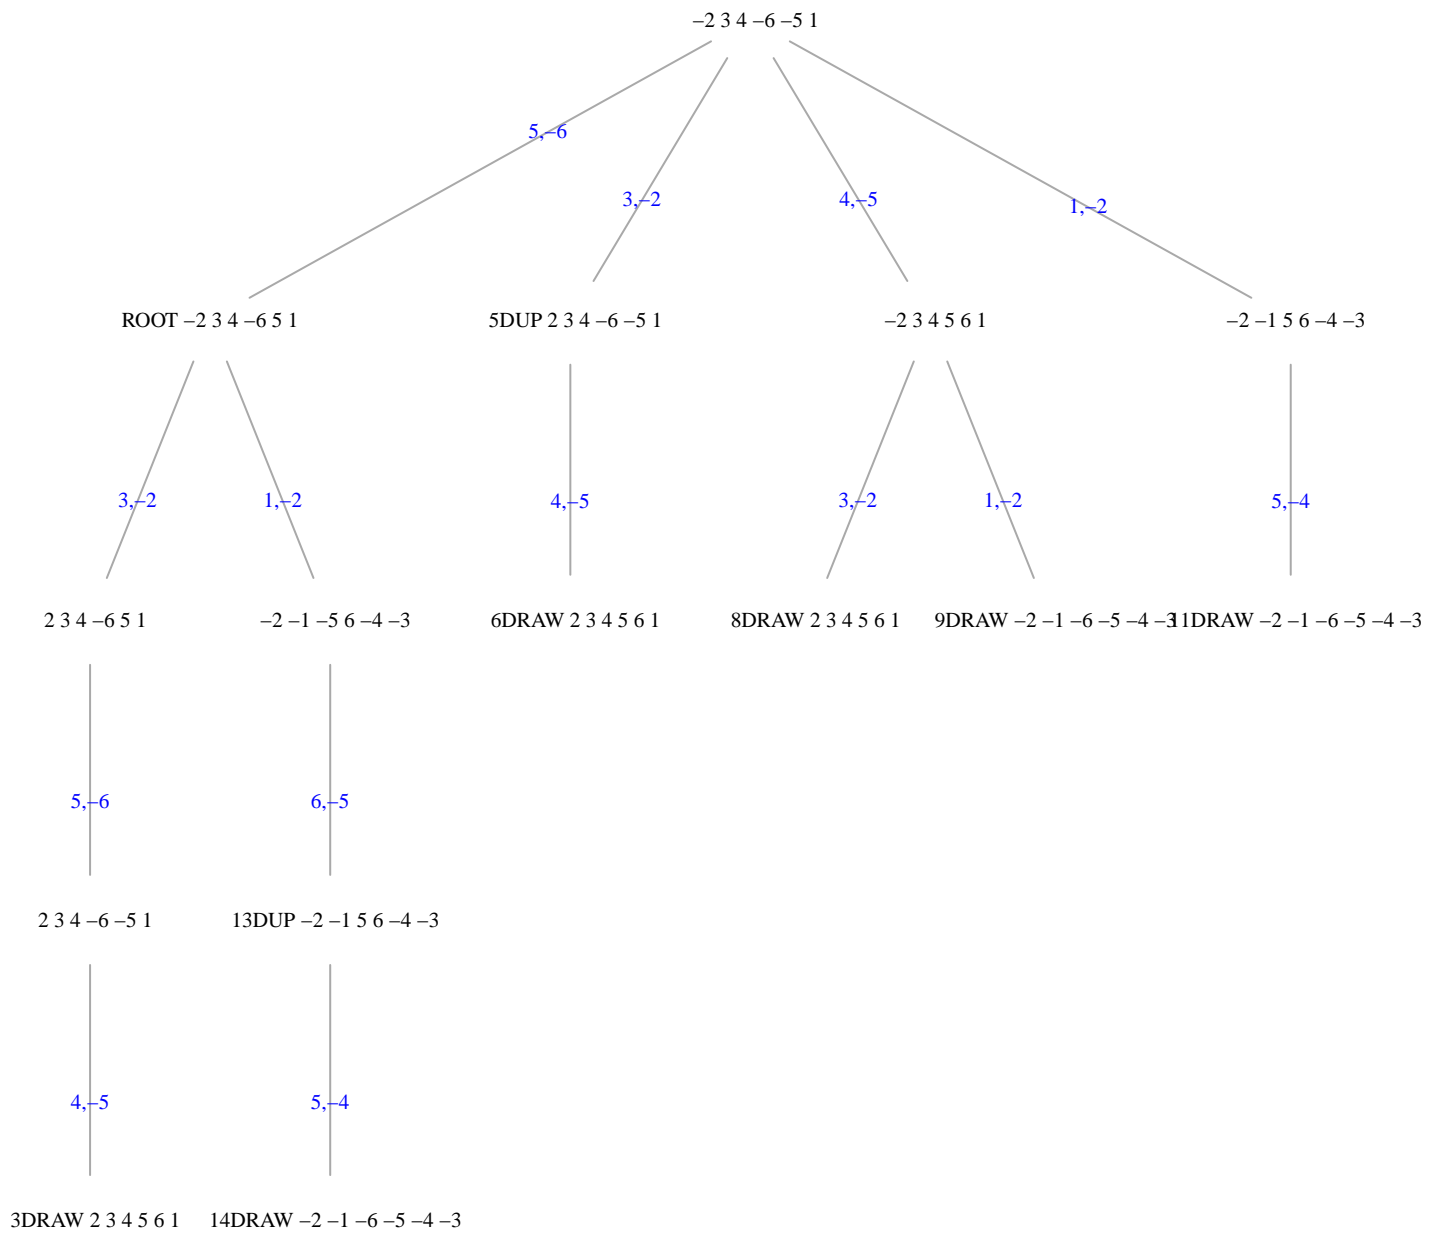 −2 3 4 −6 −5 1
5,−6
3,−2
4,−5
1,−2
ROOT −2 3 4 −6 5 1
5DUP 2 3 4 −6 −5 1
−2 3 4 5 6 1
−2 −1 5 6 −4 −3
3,−2
1,−2
4,−5
3,−2
1,−2
5,−4
2 3 4 −6 5 1
−2 −1 −5 6 −4 −3
6DRAW 2 3 4 5 6 1
8DRAW 2 3 4 5 6 1
9DRAW −2 −1 −6 −5 −4 −3
11DRAW −2 −1 −6 −5 −4 −3
5,−6
6,−5
2 3 4 −6 −5 1
13DUP −2 −1 5 6 −4 −3
4,−5
5,−4
3DRAW 2 3 4 5 6 1
14DRAW −2 −1 −6 −5 −4 −3